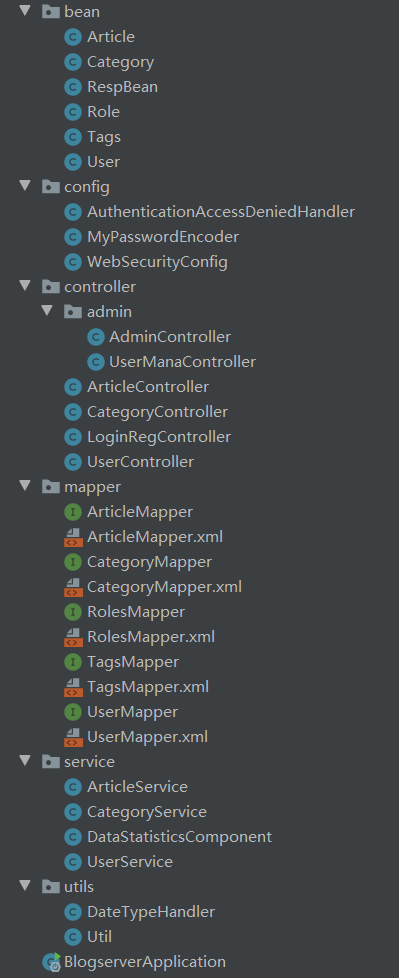 bean
Article
Category
RespBean
Role
Tags
User
config
AuthenticationAccessDeniedHandler
MyPasswordEncoder
WebSecurityConfig
controller
admin
AdminController
UserManaController
ArticleController
CategoryController
LoginRegController
UserController
mapper
ArticleMapper
ArticleMapper.xml
CategoryMapper
CategoryMapper.xml
RolesMapper
RolesMapper.xml
TagsMapper
TagsMapper.xml
UserMapper
UserMapper.xml
service
ArticleService
CategoryService
DataStatisticsComponent
UserService
utils
DateTypeHandler
Util
BlogserverApplication